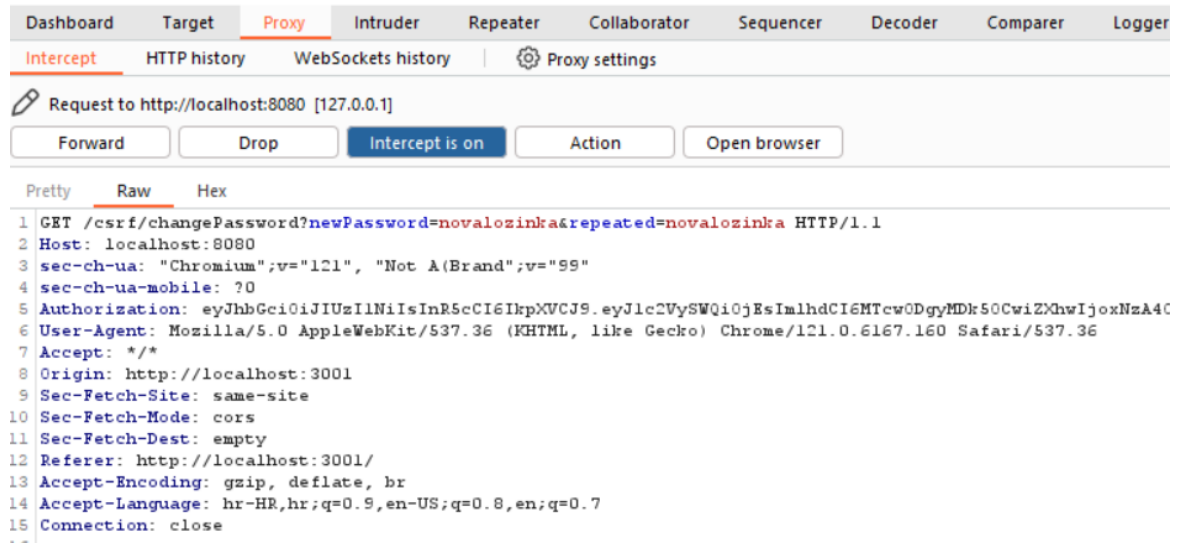 Dashboard Target Proxy Intruder Repeater Collaborator Sequencer Decoder Comparer Logger
Intercept HTTP history WebSockets history Proxy settings
Request to http://localhost:8080 [127.0.0.1]
Forward Drop Intercept is on Action Open browser
Pretty Raw Hex
1 GET /csrf/changePassword?newPassword=novalozinka&repeated=novalozinka HTTP/1.1
2 Host: localhost:8080
3 sec-ch-ua: "Chromium";v="121", "Not A(Brand";v="99"
4 sec-ch-ua-mobile: ?0
5 Authorization: eyJhbGciOiJIUzI1NiIsInR5cCI6IkpXVCJ9.eyJ1c2VySWQiOjEsImlhdCI6MTcwODgyMDk5OCwiZXhwIjoxNzA4O
6 User-Agent: Mozilla/5.0 AppleWebKit/537.36 (KHTML, like Gecko) Chrome/121.0.6167.160 Safari/537.36
7 Accept: */*
8 Origin: http://localhost:3001
9 Sec-Fetch-Site: same-site
10 Sec-Fetch-Mode: cors
11 Sec-Fetch-Dest: empty
12 Referer: http://localhost:3001/
13 Accept-Encoding: gzip, deflate, br
14 Accept-Language: hr-HR,hr;q=0.9,en-US;q=0.8,en;q=0.7
15 Connection: close